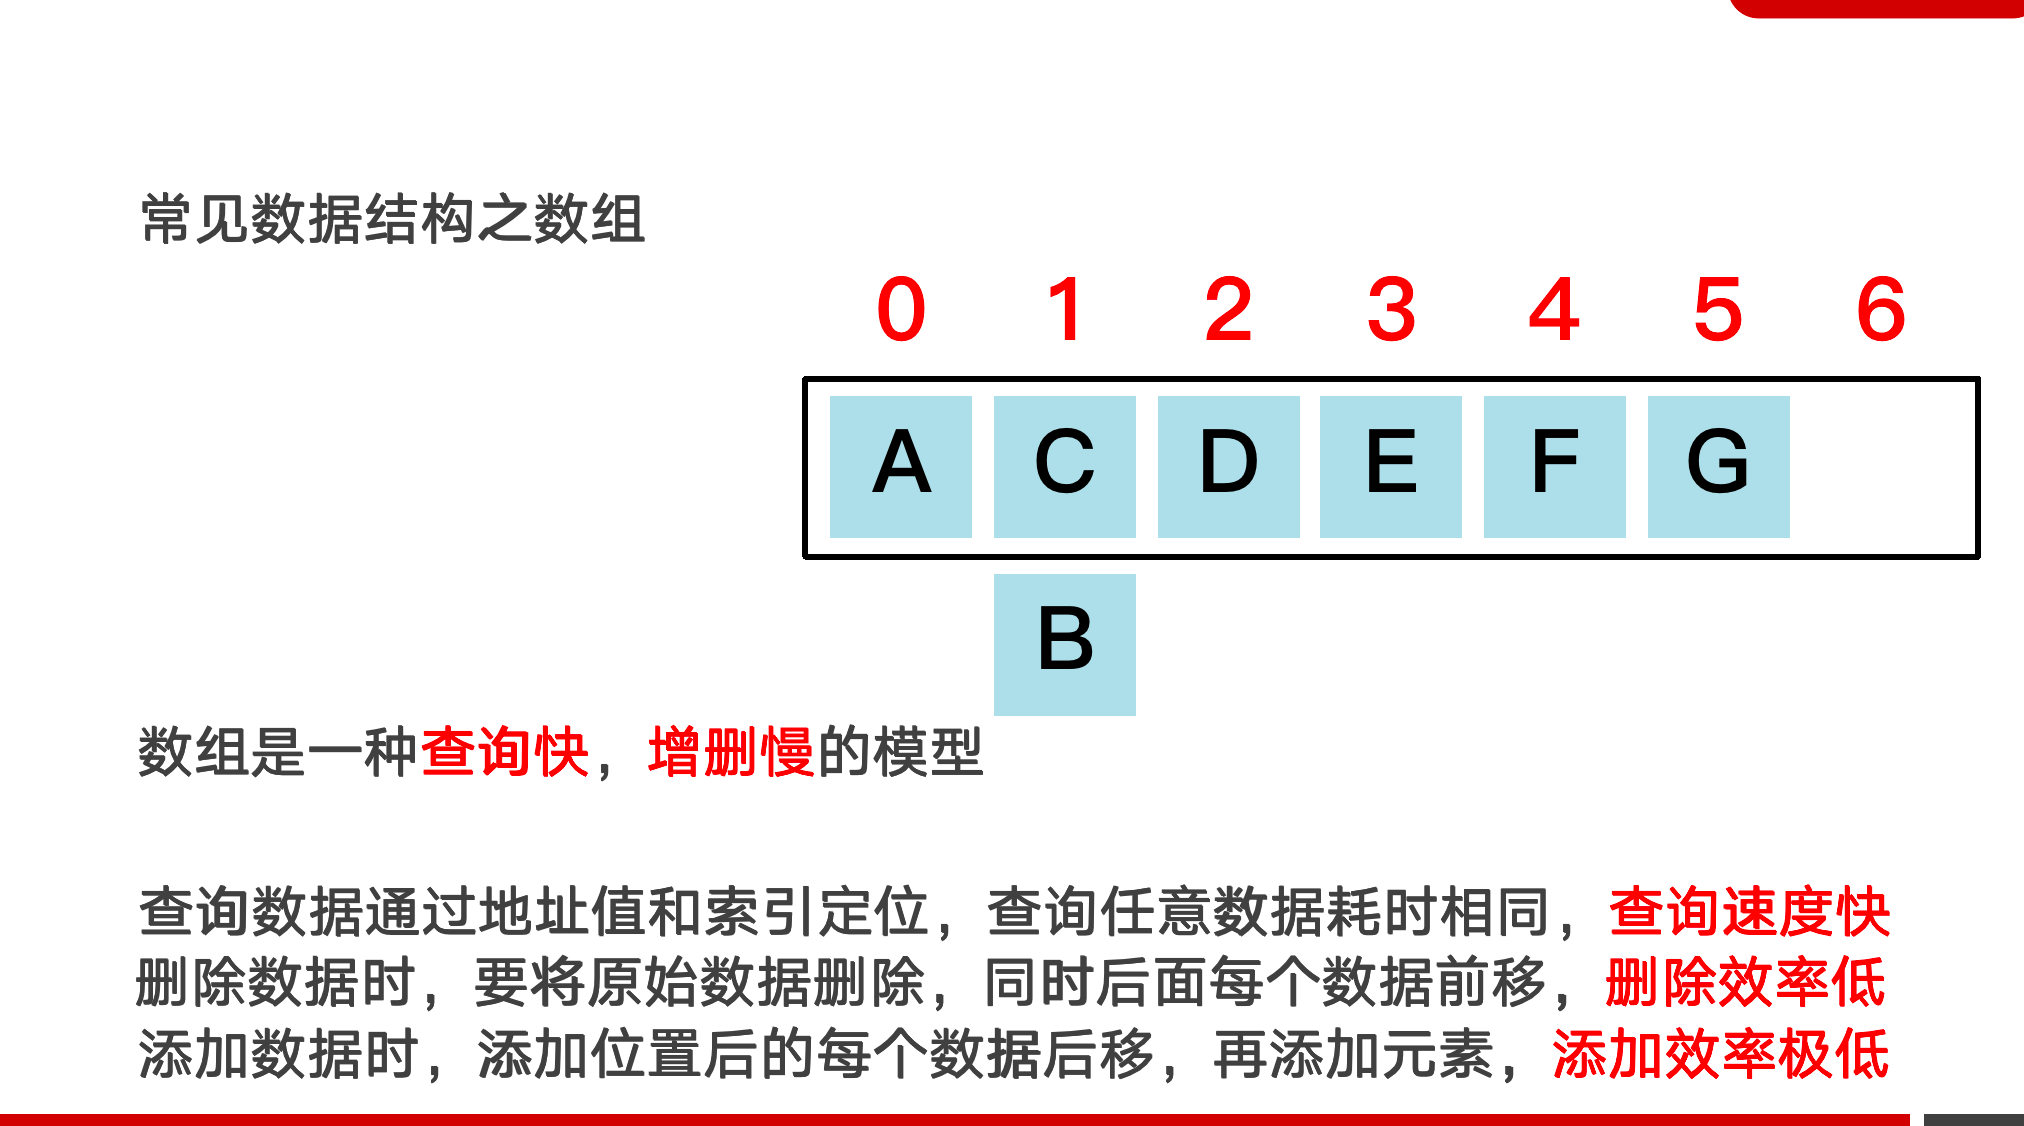 常见数据结构之数组
0 1 2 3 4 5 6
A C D E F G
B
数组是一种查询快，增删慢的模型
查询数据通过地址值和索引定位，查询任意数据耗时相同，查询速度快
删除数据时，要将原始数据删除，同时后面每个数据前移，删除效率低
添加数据时，添加位置后的每个数据后移，再添加元素，添加效率极低